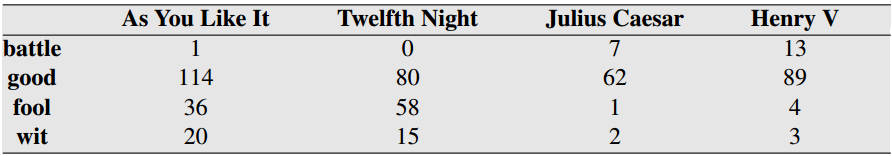 As You Like It Twelfth Night Julius Caesar Henry V
battle 1 0 7 13
good 114 80 62 89
fool 36 58 1 4
wit 20 15 2 3